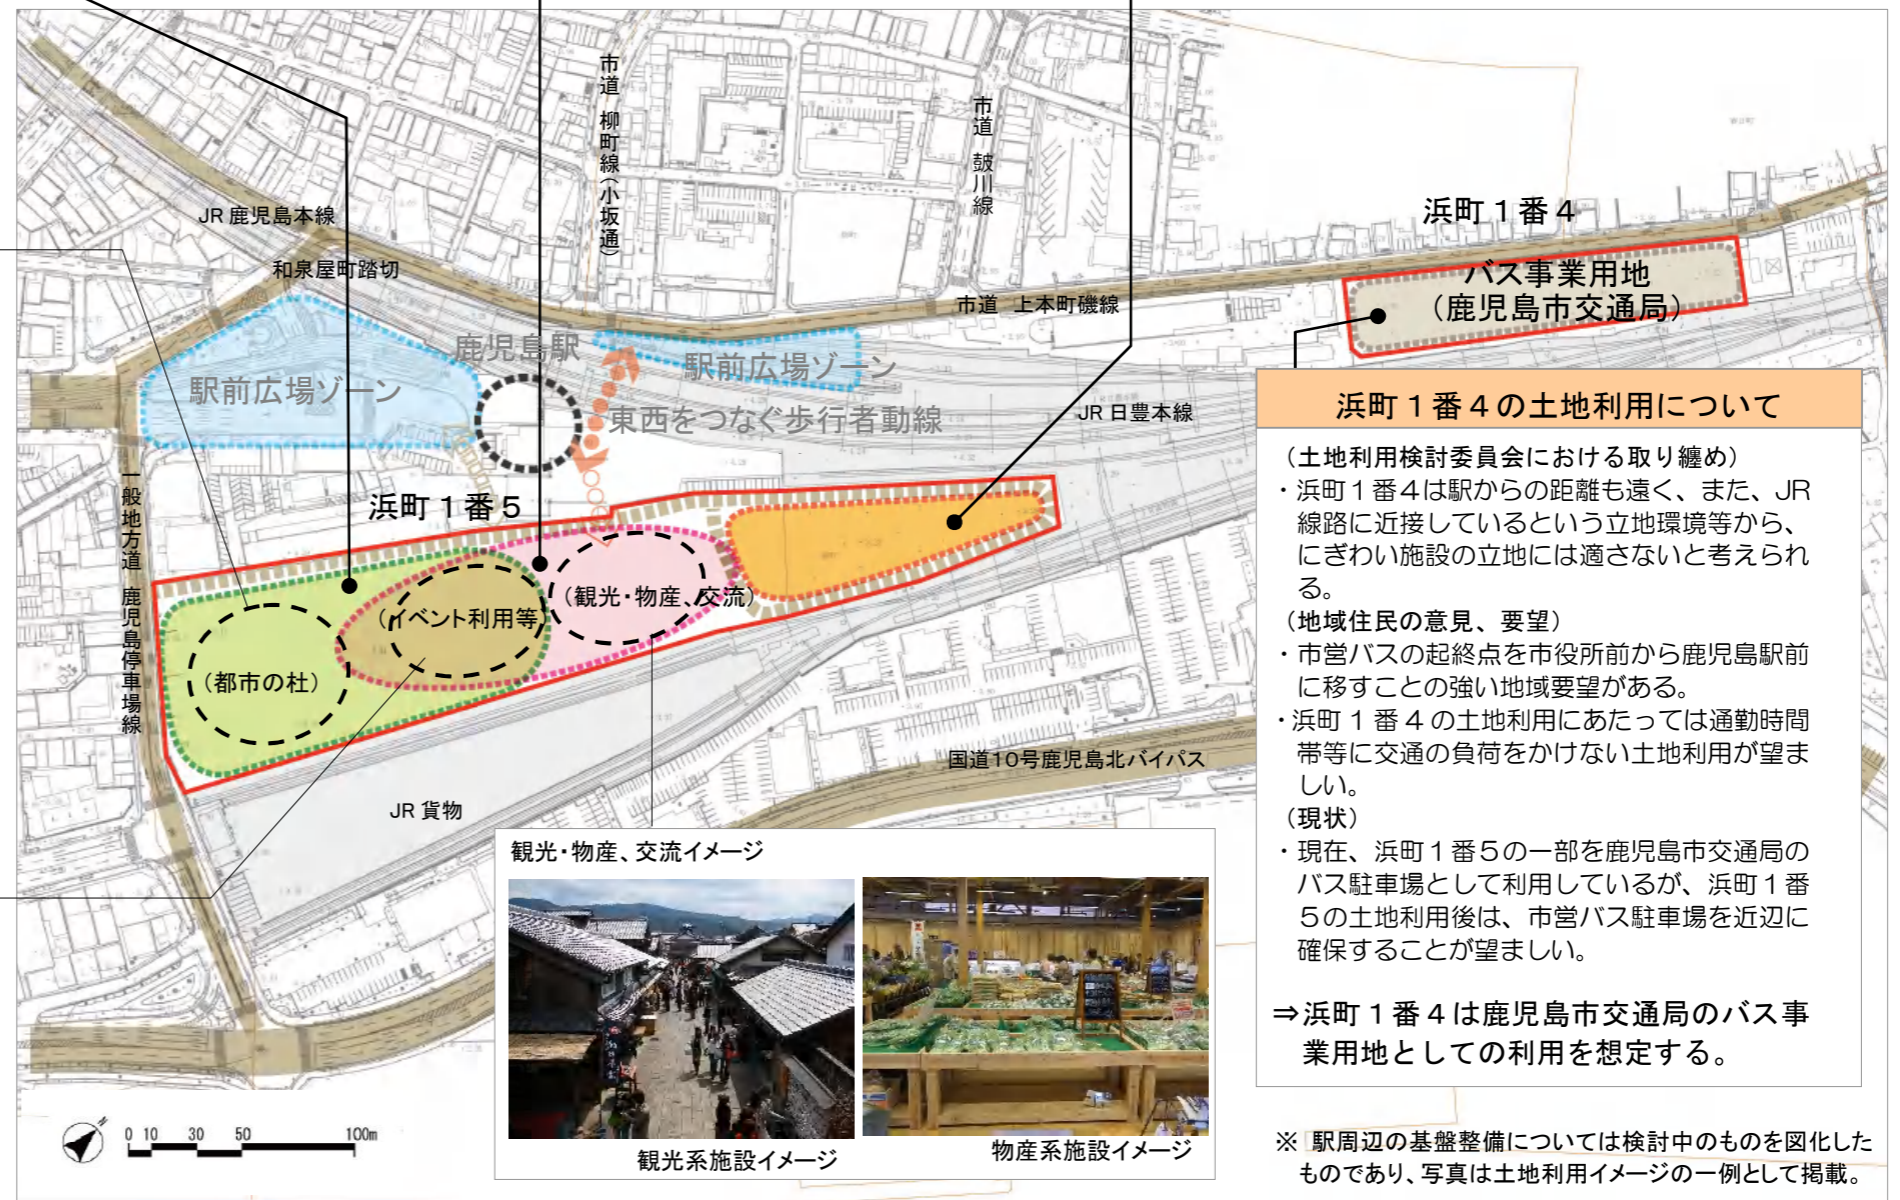 市道 柳町線(小坂通)
市道 鼓川線
JR 鹿児島本線
和泉屋町踏切
浜町１番４
バス事業用地
(鹿児島市交通局)
市道 上本町磯線
鹿児島駅
駅前広場ゾーン
駅前広場ゾーン
東西をつなぐ歩行者動線
JR 日豊本線
浜町１番５
一般地方道 鹿児島停車場線
(イベント利用等)
(観光・物産、交流)
(都市の杜)
国道10号鹿児島北バイパス
JR 貨物
浜町１番４の土地利用について
（土地利用検討委員会における取り纏め）
・浜町１番４は駅からの距離も遠く、また、JR
線路に近接しているという立地環境等から、
にぎわい施設の立地には適さないと考えられ
る。
（地域住民の意見、要望）
・市営バスの起終点を市役所前から鹿児島駅前
に移すことの強い地域要望がある。
・浜町１番４の土地利用にあたっては通勤時間
帯等に交通の負荷をかけない土地利用が望ま
しい。
（現状）
・現在、浜町１番５の一部を鹿児島市交通局の
バス駐車場として利用しているが、浜町１番
５の土地利用後は、市営バス駐車場を近辺に
確保することが望ましい。
⇒浜町１番４は鹿児島市交通局のバス事
業用地としての利用を想定する。
観光・物産、交流イメージ
観光系施設イメージ
物産系施設イメージ
N
0 10 30 50 100m
※ 駅周辺の基盤整備については検討中のものを図化した
ものであり、写真は土地利用イメージの一例として掲載。